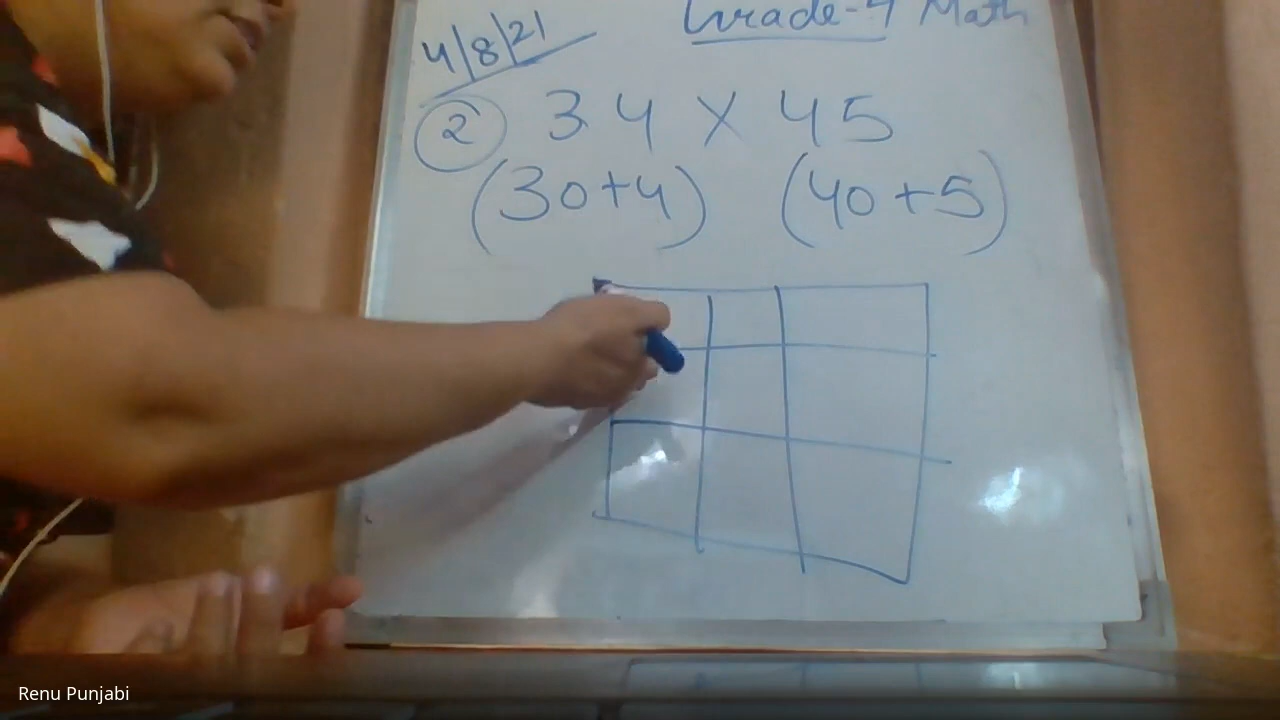 Grade-4 Math
4/8/21
2 34 X 45
(30+4) (40+5)
Renu Punjabi